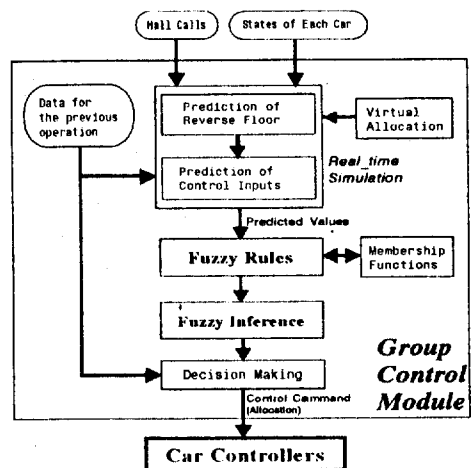 Hall Calls
States of Each Car
Data for
the previous
operation
Prediction of
Reverse Floor
Virtual
Allocation
Prediction of
Control Inputs
Real_time
Simulation
Predicted Values
Fuzzy Rules
Membership
Functions
Fuzzy Inference
Decision Making
Group
Control
Module
Control Command
(Allocation)
Car Controllers